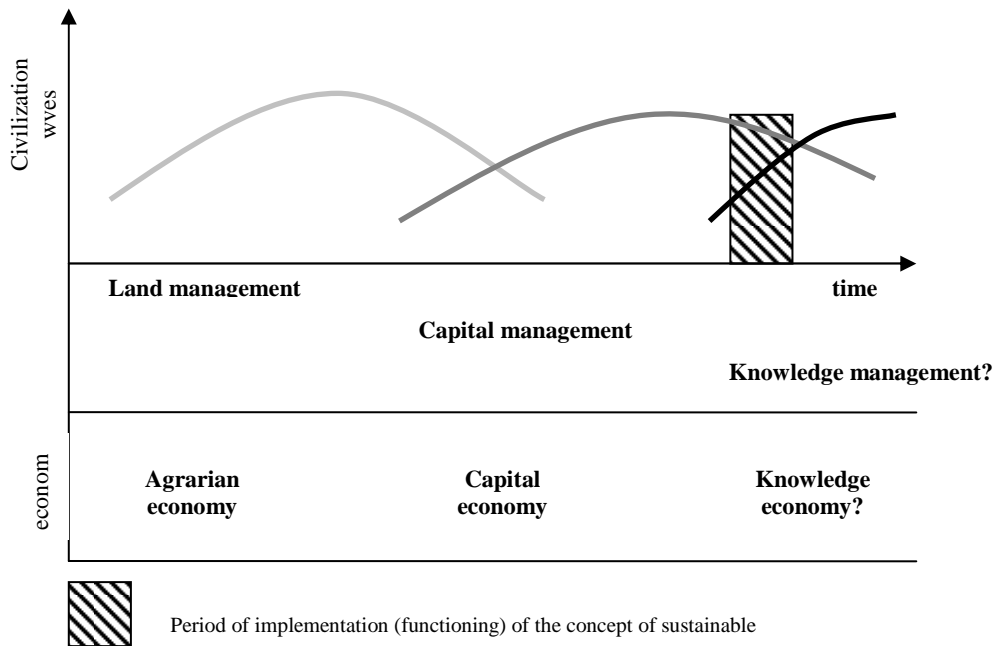 Civilization
wves
Land management
time
Capital management
Knowledge management?
econom
Agrarian
economy
Capital
economy
Knowledge
economy?
Period of implementation (functioning) of the concept of sustainable